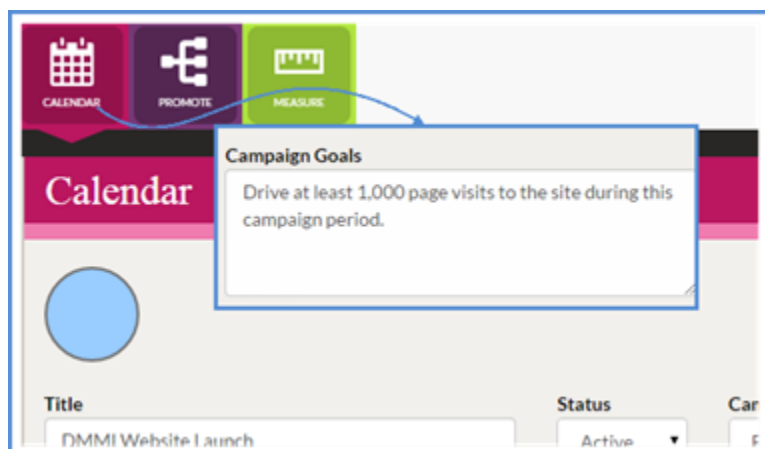 CALENDAR PROMOTE MEASURE
Campaign Goals
Calendar
Drive at least 1,000 page visits to the site during this
campaign period.
Title Status
DMMI Website Launch Active